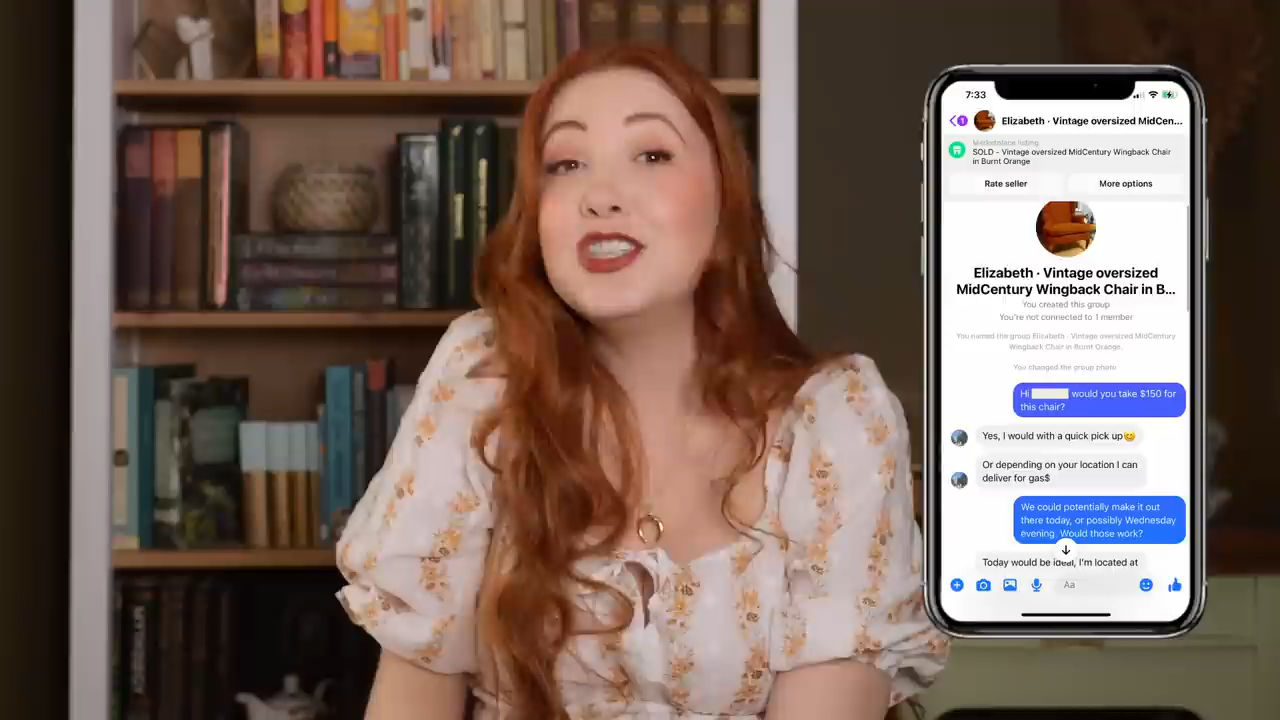 7:33
1
Elizabeth · Vintage oversized MidCen...
Marketplace listing
SOLD - Vintage oversized MidCentury Wingback Chair
in Burnt Orange
Rate seller
More options
Elizabeth · Vintage oversized
MidCentury Wingback Chair in B...
You created this group
You're not connected to 1 member
You named the group Elizabeth - Vintage oversized MidCentury
Wingback Chair in Burnt Orange.
You changed the group photo
Hi would you take $150 for
this chair?
Yes, I would with a quick pick up😊
Or depending on your location I can
deliver for gas$
We could potentially make it out
there today, or possibly Wednesday
evening. Would those work?
Today would be ideal, I'm located at
Aa